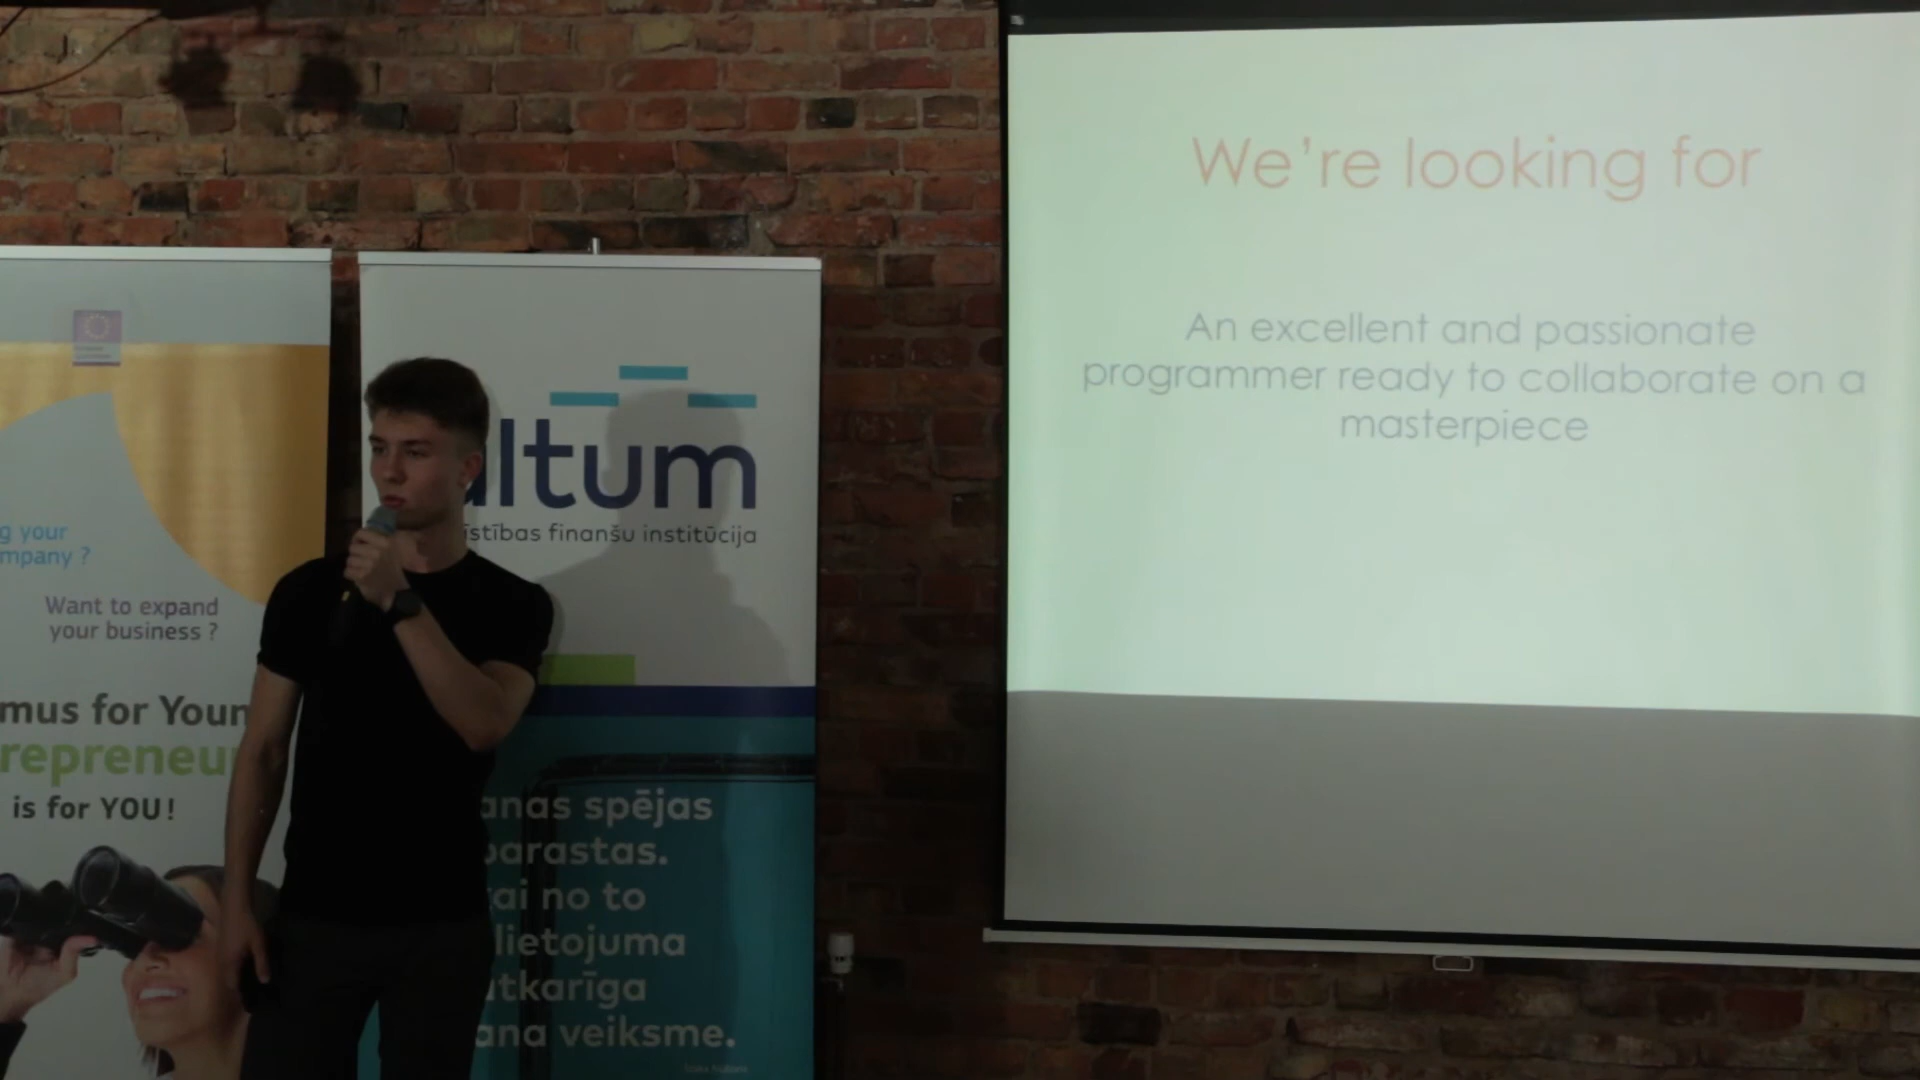 We're looking for
An excellent and passionate
programmer ready to collaborate on a
masterpiece
ltum
īstības finanšu institūcija
anas spējas
parastas.
ai no to
lietojuma
tkarīga
ana veiksme.
g your
mpany ?
Want to expand
your business ?
mus for Youn
repreneu
is for YOU!